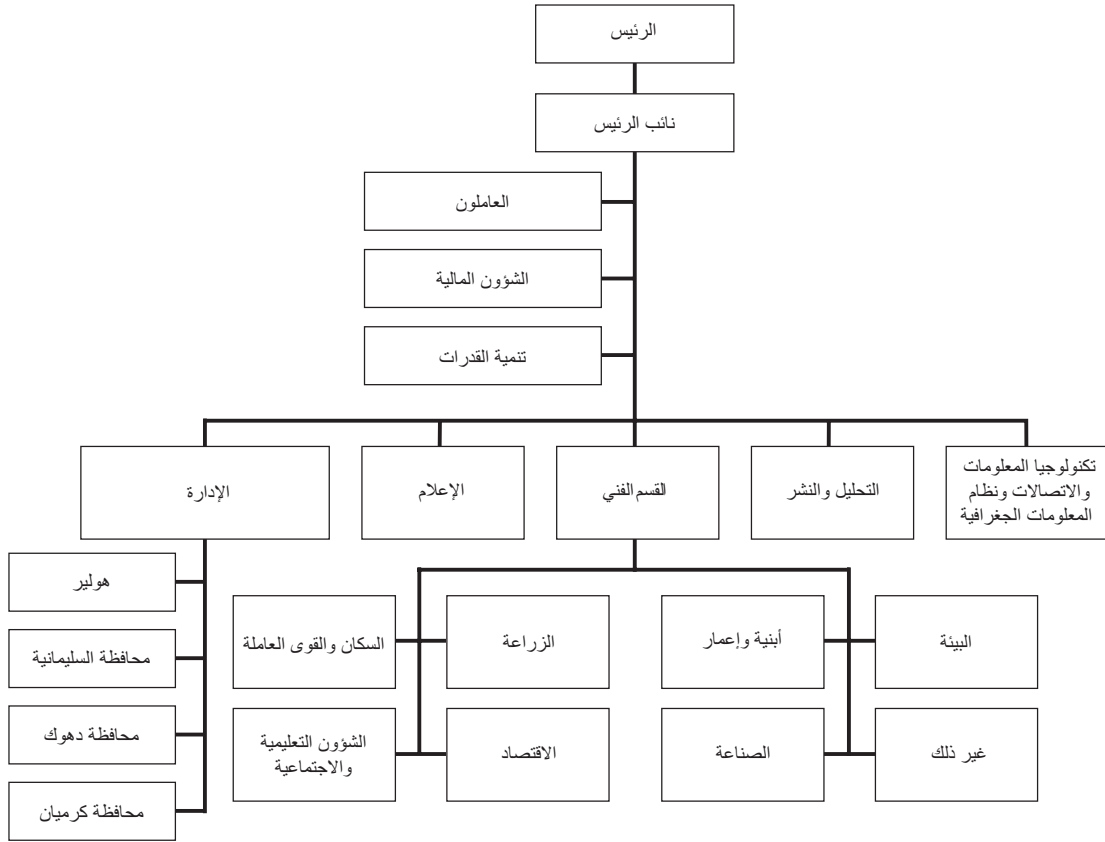 الرئيس
نائب الرئيس
العاملون
الشؤون المالية
تنمية القدرات
تكنولوجيا المعلومات
والاتصالات ونظام
المعلومات الجغرافية
التحليل والنشر
القسم الفني
الإعلام
الإدارة
هولير
محافظة السليمانية
محافظة دهوك
محافظة كرميان
البيئة
أبنية وإعمار
الزراعة
السكان والقوى العاملة
غير ذلك
الصناعة
الاقتصاد
الشؤون التعليمية
والاجتماعية